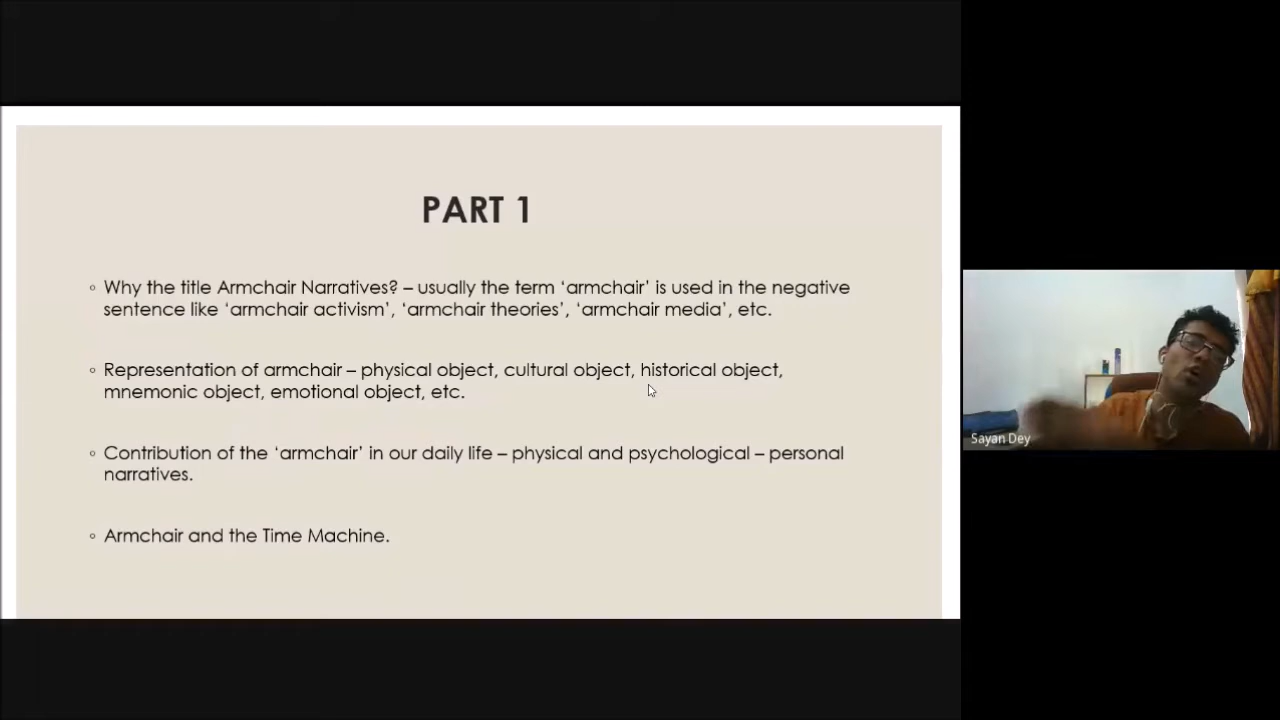 PART 1
◦ Why the title Armchair Narratives? – usually the term ‘armchair’ is used in the negative
sentence like ‘armchair activism’, ‘armchair theories’, ‘armchair media’, etc.
◦ Representation of armchair – physical object, cultural object, historical object,
mnemonic object, emotional object, etc.
◦ Contribution of the ‘armchair’ in our daily life – physical and psychological – personal
narratives.
◦ Armchair and the Time Machine.
Sayan Dey